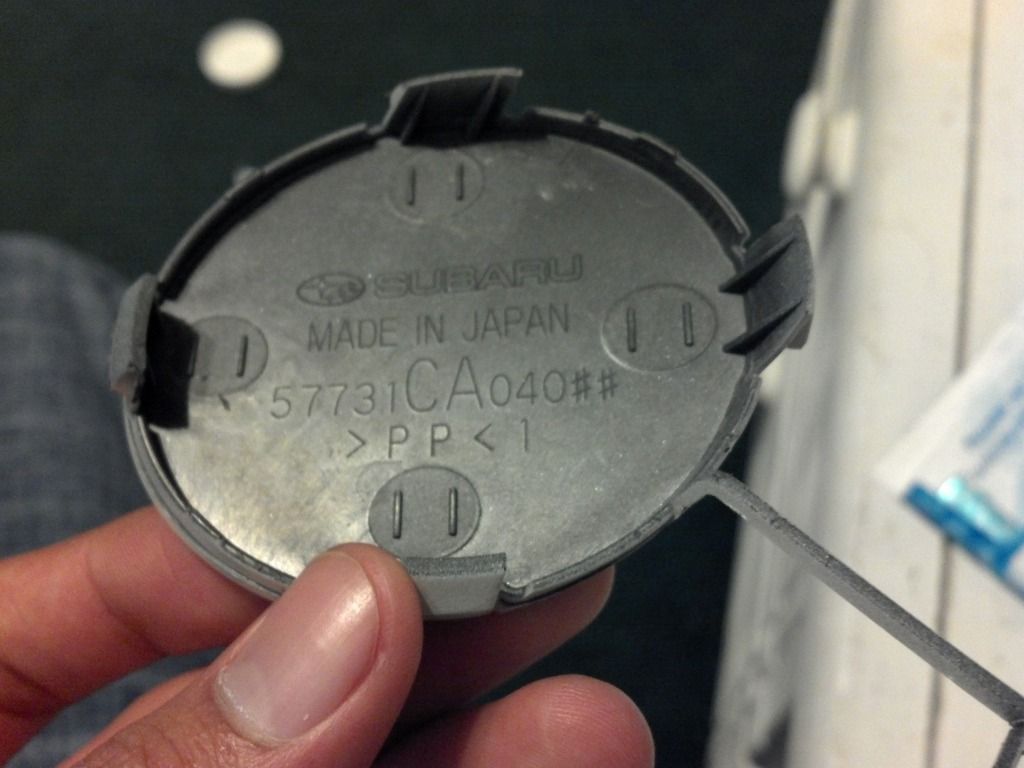 SUBARU
MADE IN JAPAN
57731CA040##
>PP<1